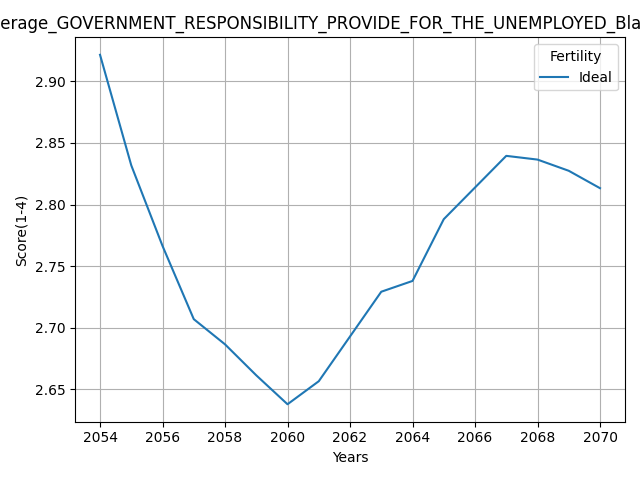 erage_GOVERNMENT_RESPONSIBILITY_PROVIDE_FOR_THE_UNEMPLOYED_Bla
Fertility
Ideal
Score(1-4)
2.90
2.85
2.80
2.75
2.70
2.65
2054 2056 2058 2060 2062 2064 2066 2068 2070
Years